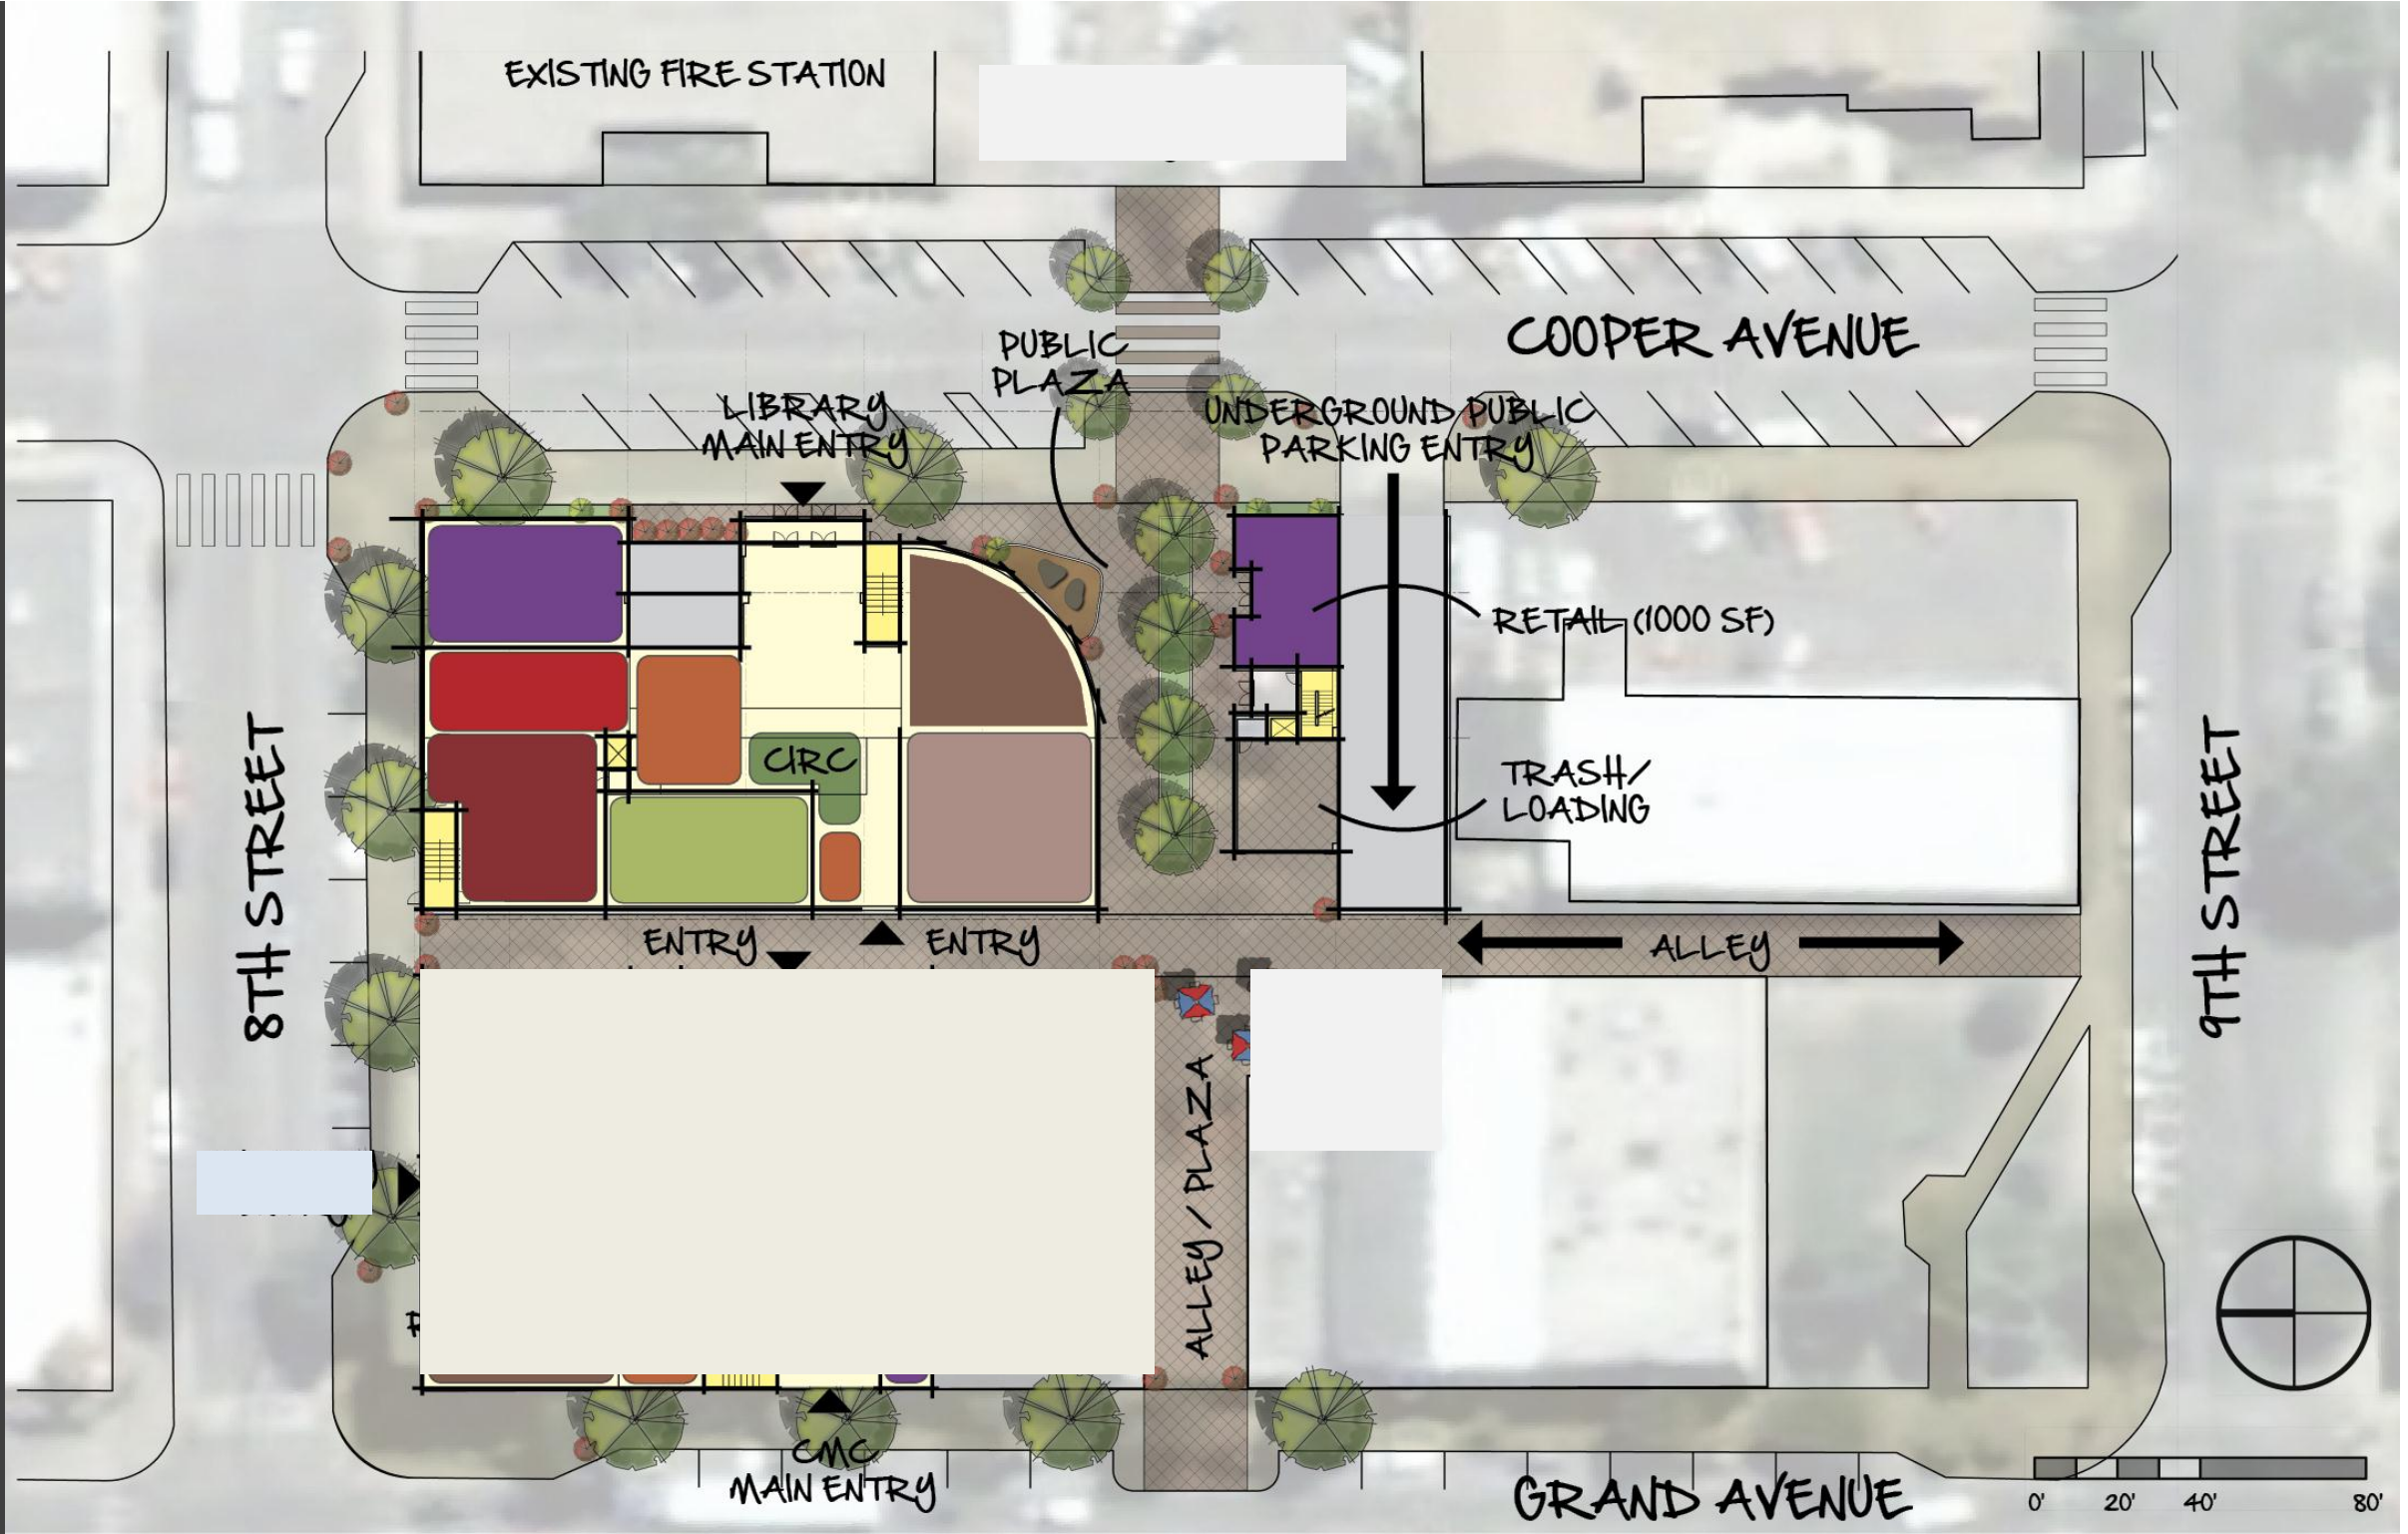 EXISTING FIRE STATION
COOPER AVENUE
PUBLIC
PLAZA
LIBRARY
MAIN ENTRY
UNDERGROUND PUBLIC
PARKING ENTRY
RETAIL (1000 SF)
CIRC
TRASH/
LOADING
8TH STREET
9TH STREET
ENTRY
ENTRY
ALLEY
ALLEY / PLAZA
CMC
MAIN ENTRY
GRAND AVENUE
0' 20' 40' 80'